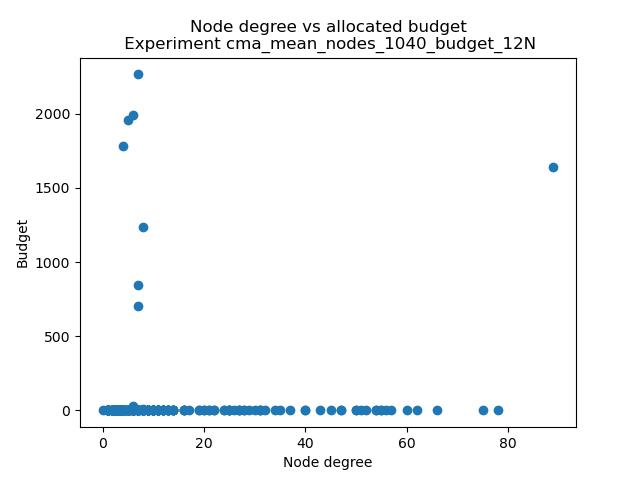 Node degree vs allocated budget
Experiment cma_mean_nodes_1040_budget_12N
2000
1500
1000
500
0
Budget
0 20 40 60 80
Node degree